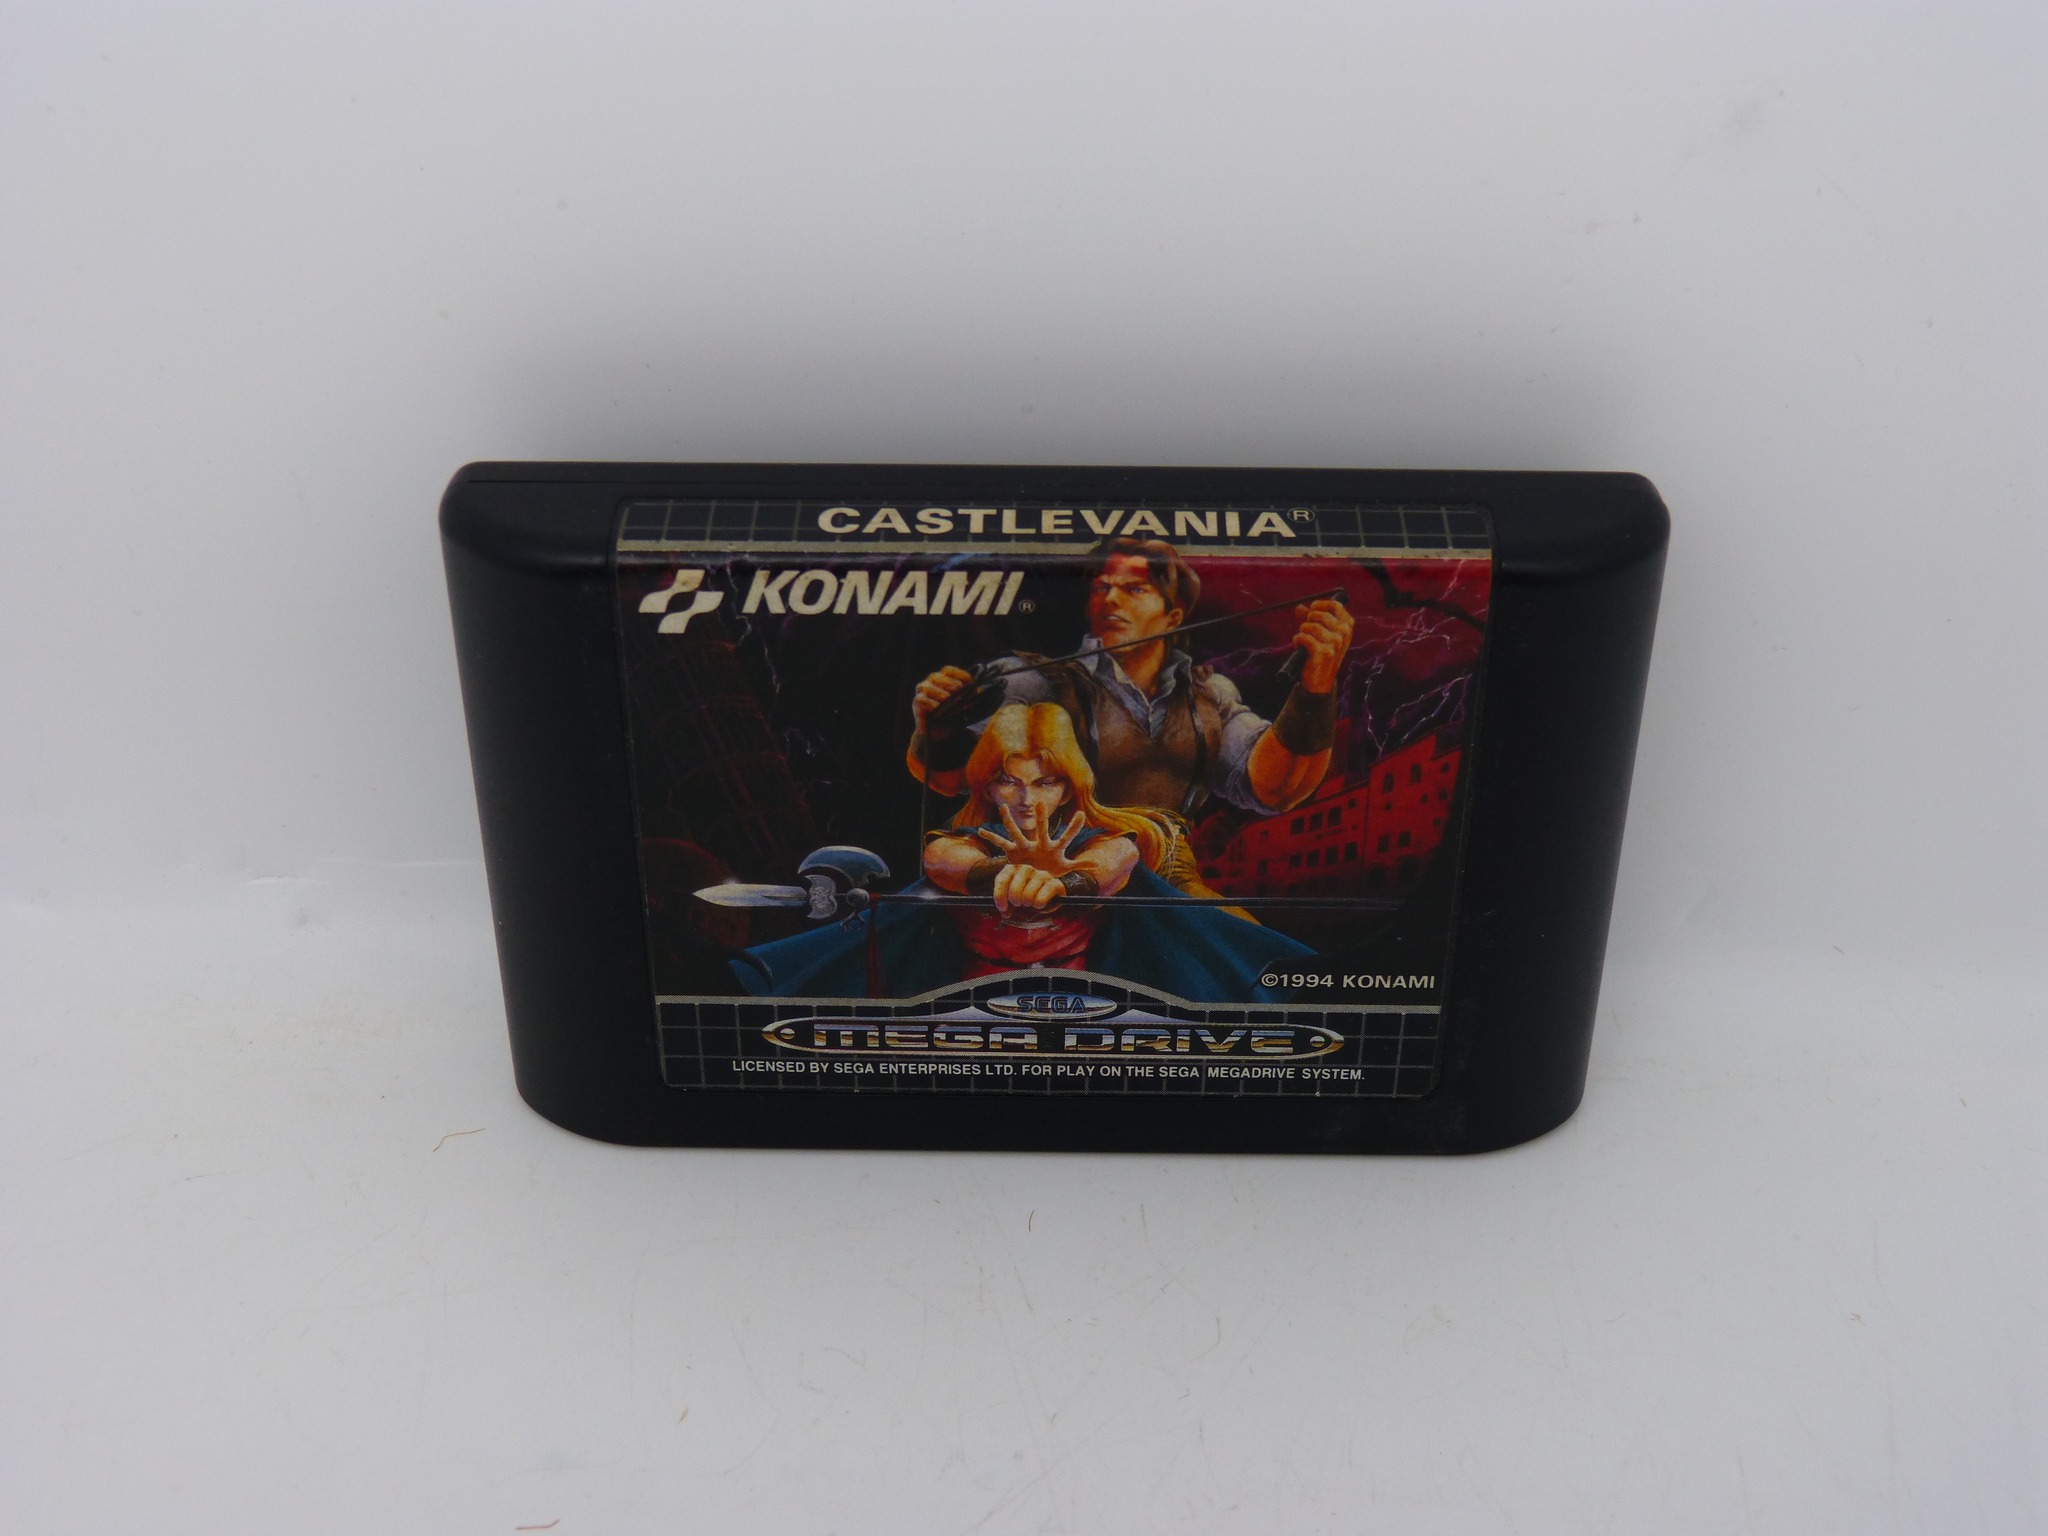 CASTLEVANIA®
KONAMI®
©1994 KONAMI
SEGA
MEGA DRIVE
LICENSED BY SEGA ENTERPRISES LTD. FOR PLAY ON THE SEGA MEGADRIVE SYSTEM.